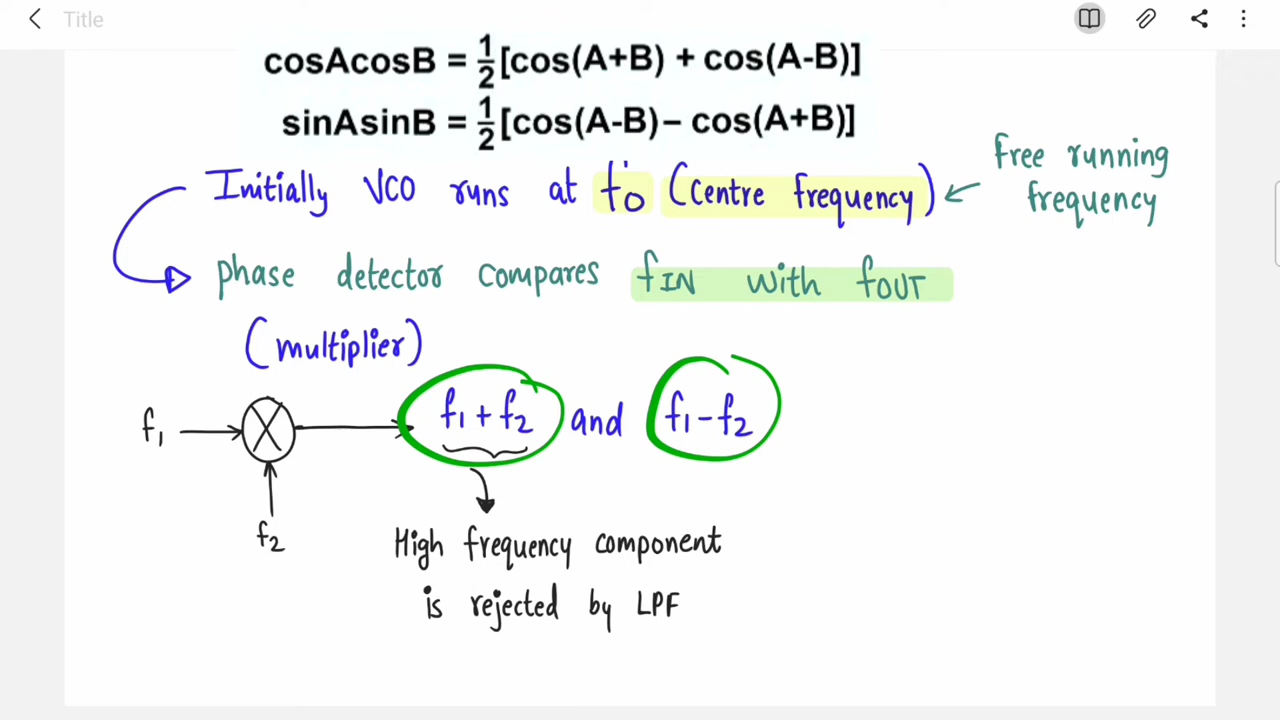 Title
cosAcosB = 1/2[cos(A+B) + cos(A-B)]
sinAsinB = 1/2[cos(A-B) – cos(A+B)]
Initially VCO runs at fo (Centre frequency)
Free running
frequency
phase detector compares fIN with fOUT
(multiplier)
f1
f1 + f2 and f1 - f2
f2
High frequency component
is rejected by LPF